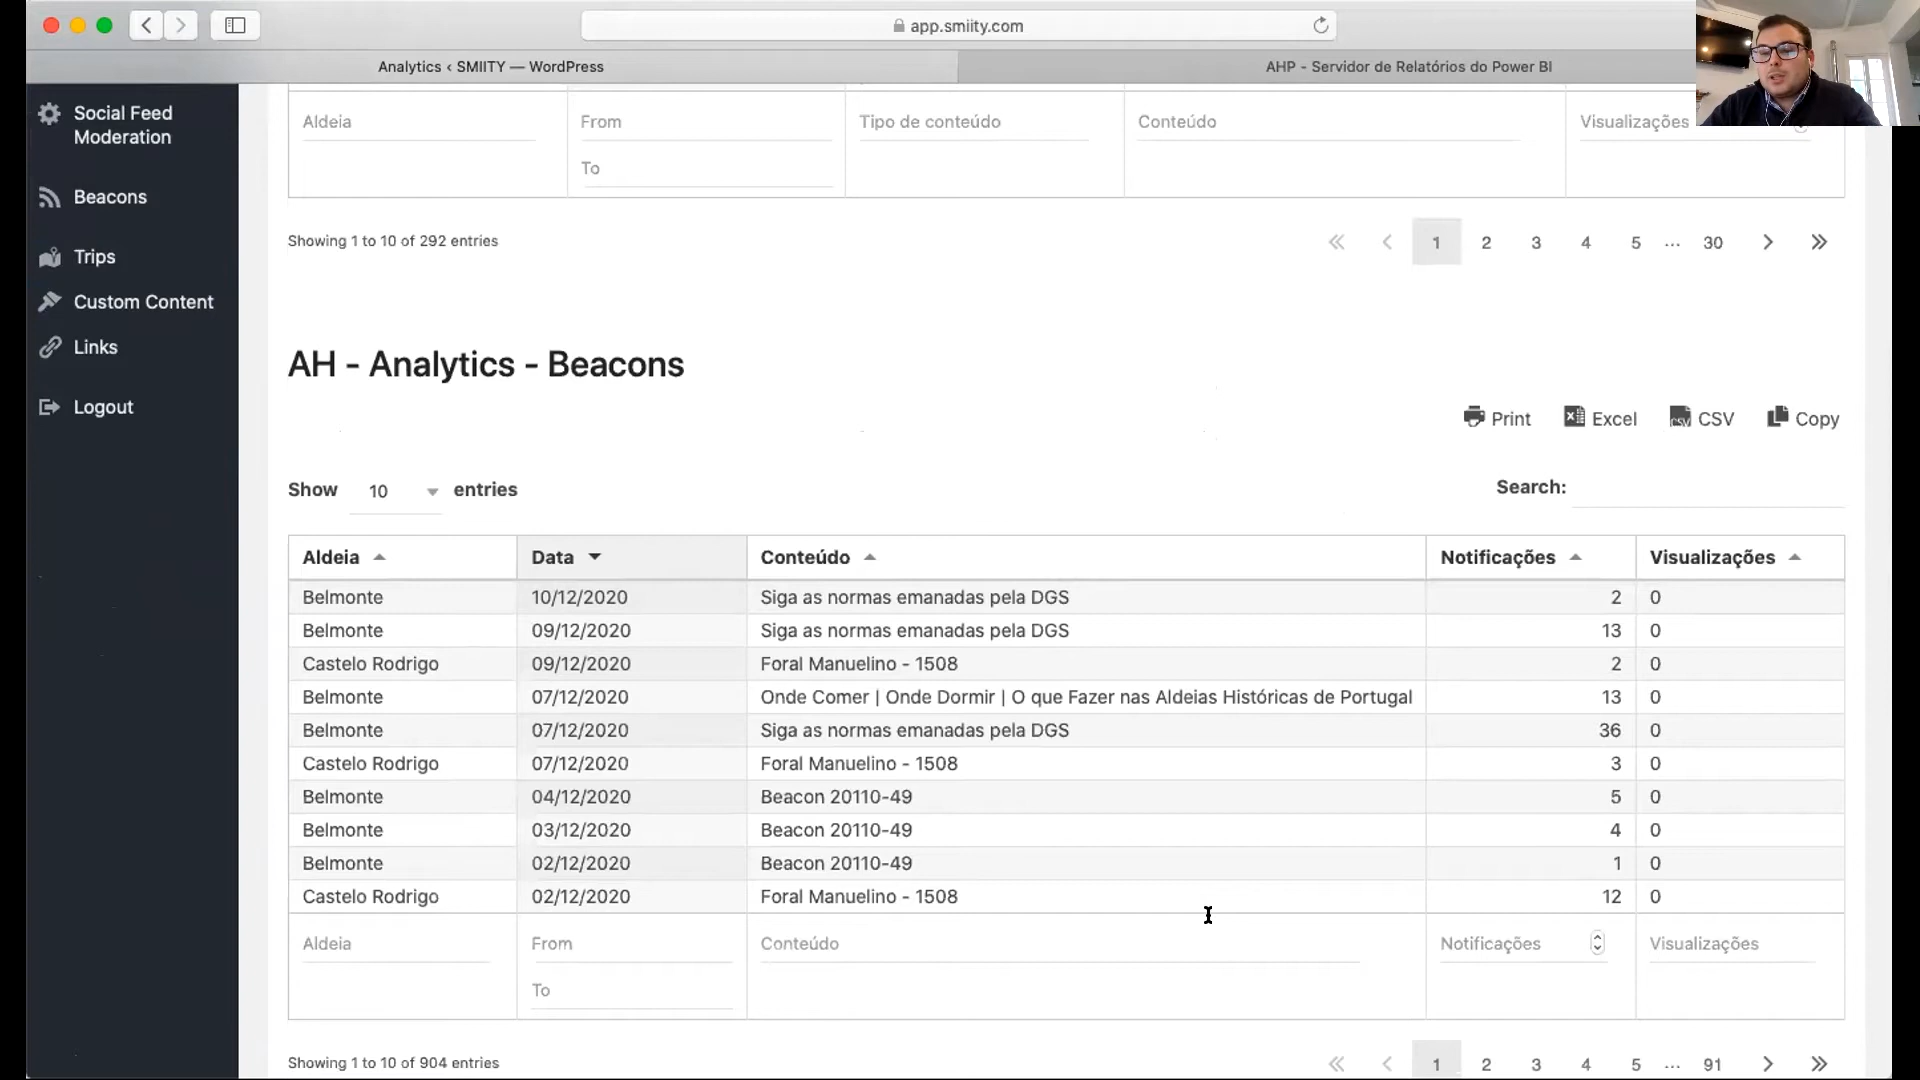 app.smiity.com
Analytics ‹ SMIITY — WordPress
AHP - Servidor de Relatórios do Power BI
Social Feed
Moderation
Beacons
Trips
Custom Content
Links
Logout
Aldeia From Tipo de conteúdo Conteúdo Visualizações
To
Showing 1 to 10 of 292 entries
1 2 3 4 5 ... 30
AH - Analytics - Beacons
Print Excel CSV Copy
Show 10 entries
Search:
Aldeia Data Conteúdo Notificações Visualizações
Belmonte 10/12/2020 Siga as normas emanadas pela DGS 2 0
Belmonte 09/12/2020 Siga as normas emanadas pela DGS 13 0
Castelo Rodrigo 09/12/2020 Foral Manuelino - 1508 2 0
Belmonte 07/12/2020 Onde Comer | Onde Dormir | O que Fazer nas Aldeias Históricas de Portugal 13 0
Belmonte 07/12/2020 Siga as normas emanadas pela DGS 36 0
Castelo Rodrigo 07/12/2020 Foral Manuelino - 1508 3 0
Belmonte 04/12/2020 Beacon 20110-49 5 0
Belmonte 03/12/2020 Beacon 20110-49 4 0
Belmonte 02/12/2020 Beacon 20110-49 1 0
Castelo Rodrigo 02/12/2020 Foral Manuelino - 1508 12 0
Aldeia From Conteúdo Notificações Visualizações
To
Showing 1 to 10 of 904 entries
1 2 3 4 5 ... 91